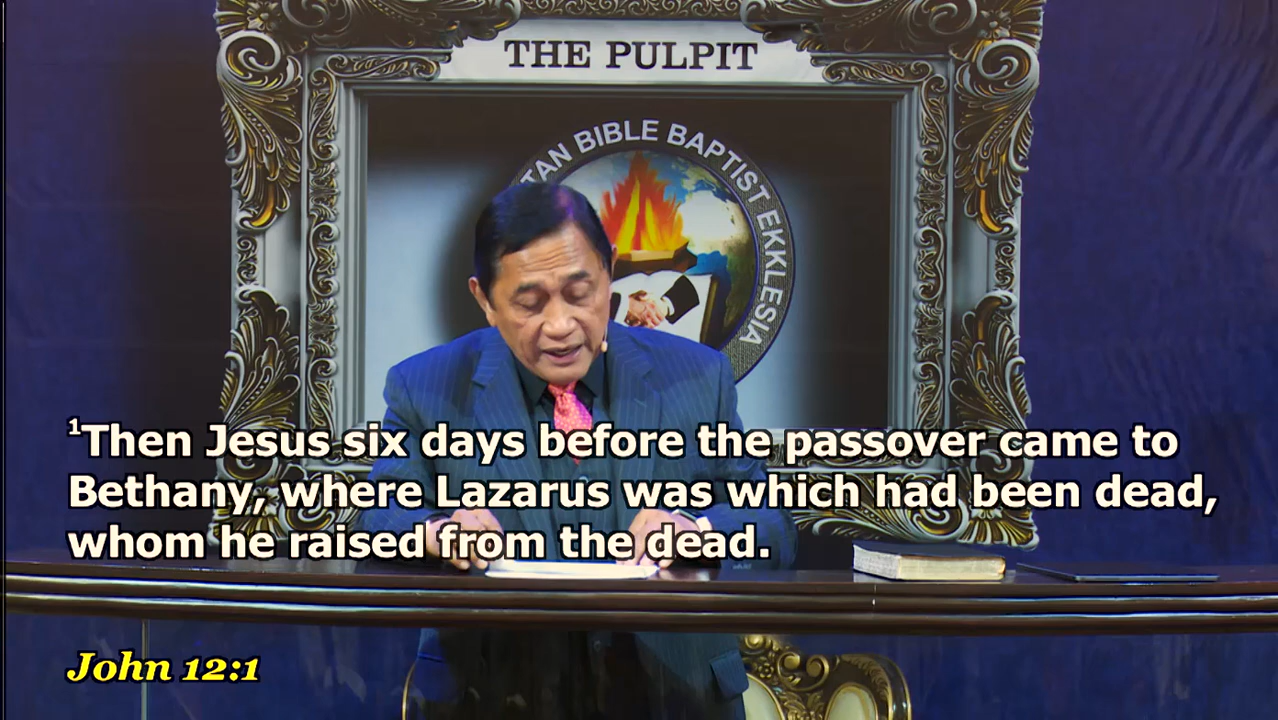 THE PULPIT
BIBLE BAPTIST EKKLESIA
¹Then Jesus six days before the passover came to
Bethany, where Lazarus was which had been dead,
whom he raised from the dead.
John 12:1